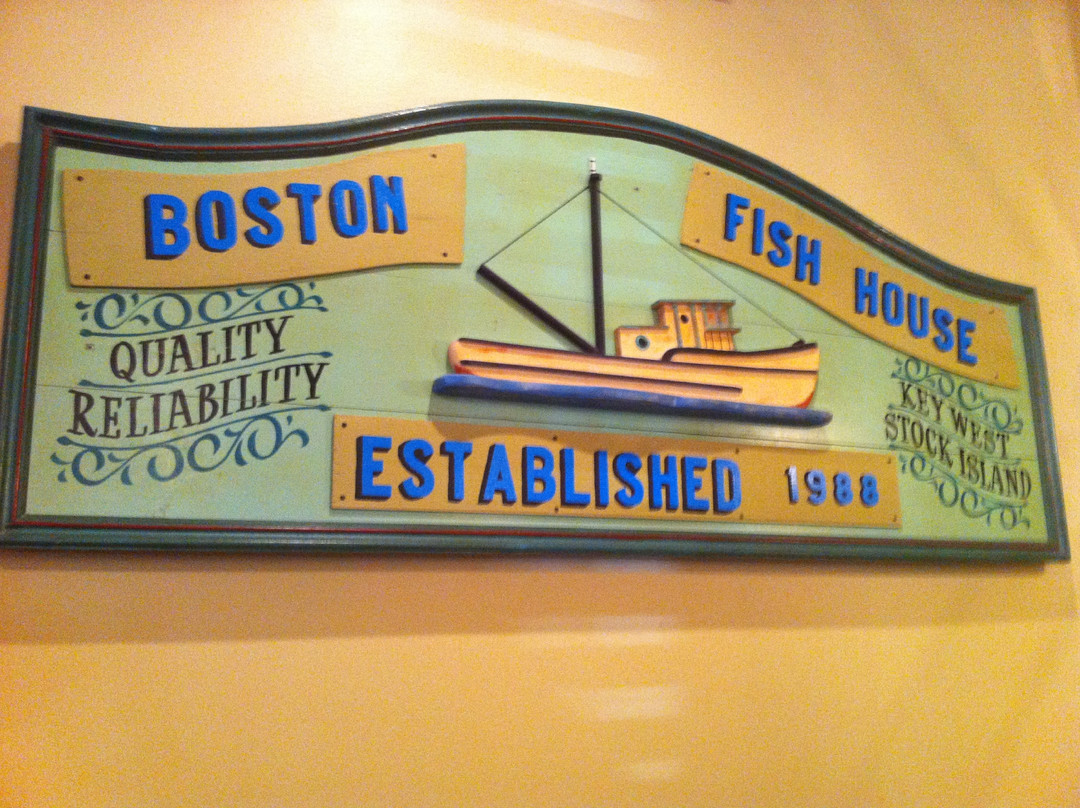 BOSTON
FISH HOUSE
QUALITY
RELIABILITY
KEY WEST
STOCK ISLAND
ESTABLISHED 1988